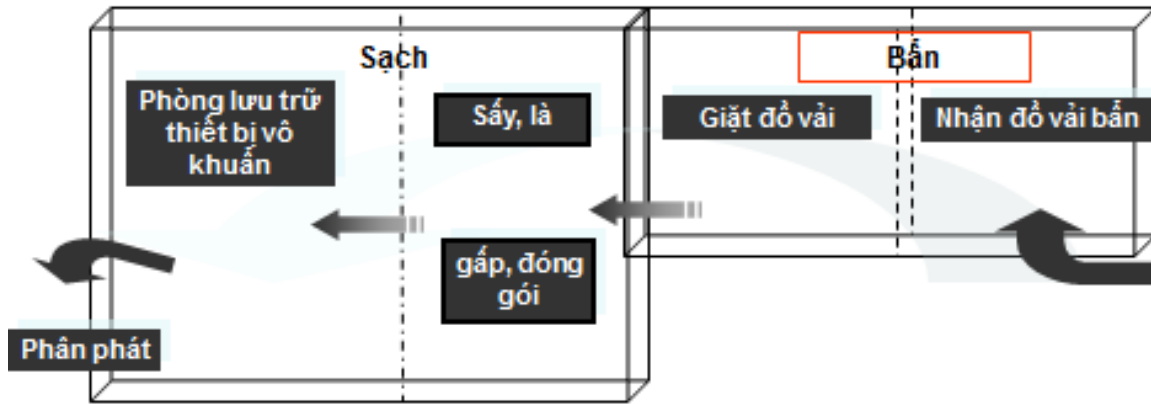 Sạch
Bẩn
Phòng lưu trữ
thiết bị vô
khuẩn
Sấy, là
Giặt đồ vải
Nhận đồ vải bẩn
gấp, đóng
gói
Phân phát